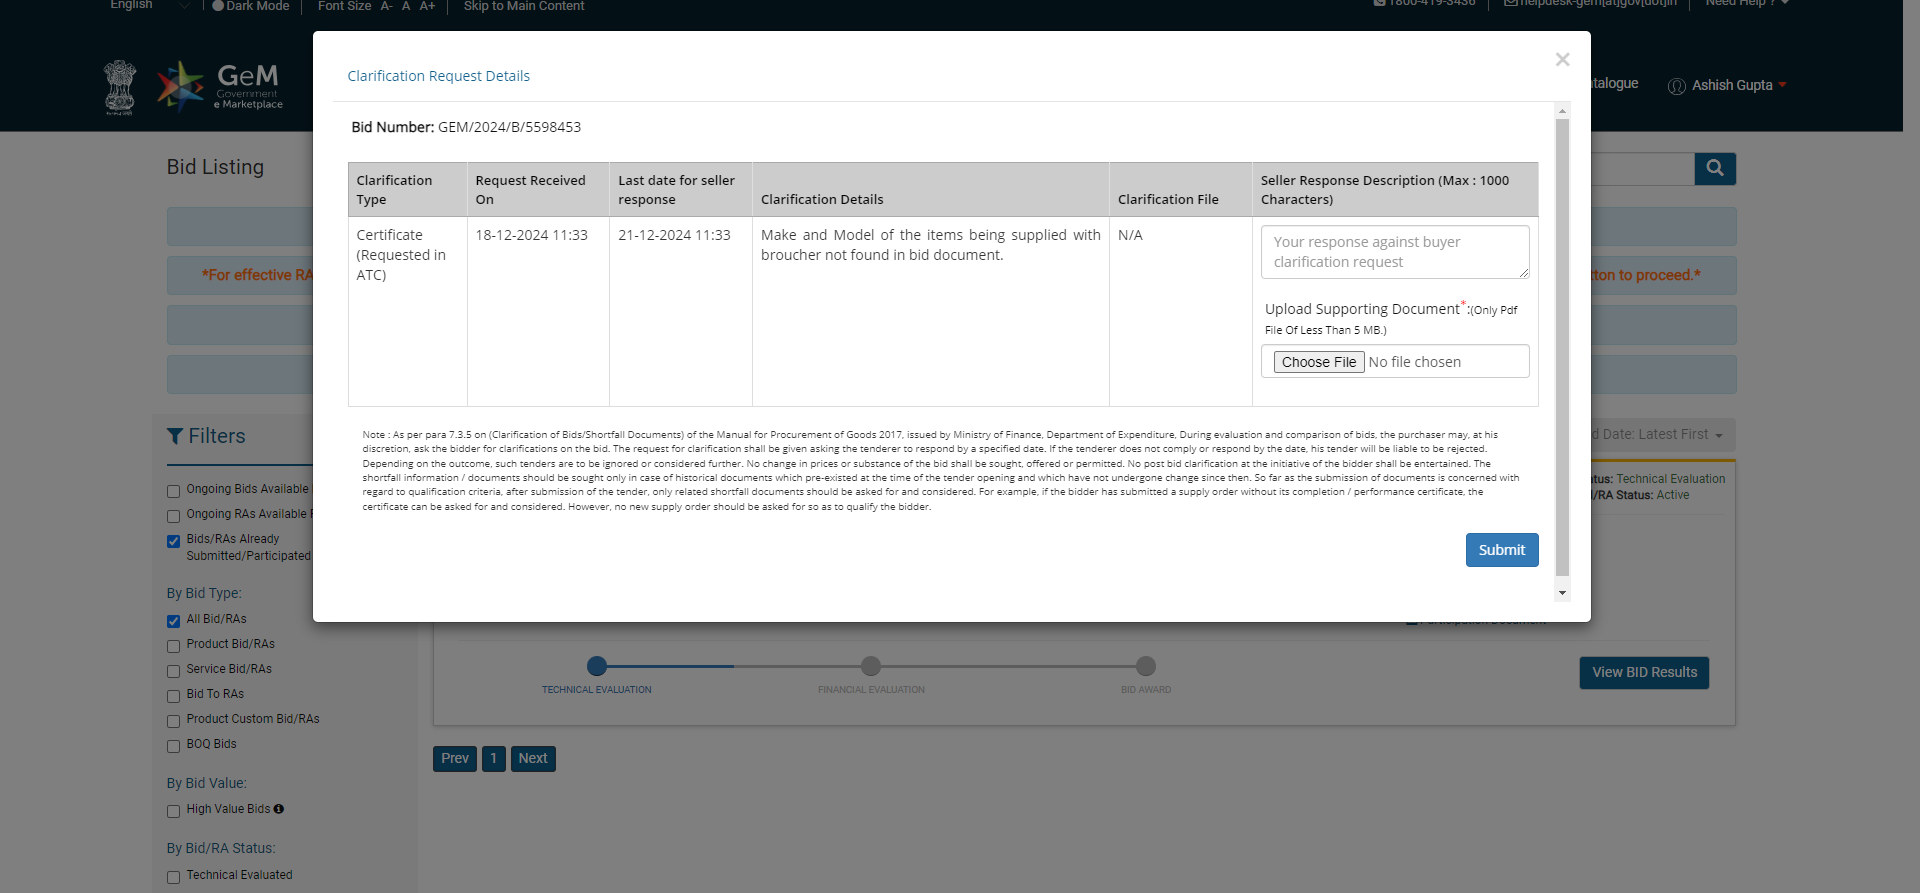 English
Dark Mode
Font Size A- A A+
Skip to Main Content
1800-419-3436
helpdesk-gem[at]gov[dot]in
Need Help ?
GeM
Government
e Marketplace
Ashish Gupta
Clarification Request Details
×
Bid Number: GEM/2024/B/5598453
Clarification Type
Request Received On
Last date for seller response
Clarification Details
Clarification File
Seller Response Description (Max : 1000 Characters)
Certificate
(Requested in
ATC)
18-12-2024 11:33
21-12-2024 11:33
Make and Model of the items being supplied with
broucher not found in bid document.
N/A
Your response against buyer
clarification request
Upload Supporting Document*:(Only Pdf
File Of Less Than 5 MB.)
Choose File No file chosen
Note : As per para 7.3.5 on (Clarification of Bids/Shortfall Documents) of the Manual for Procurement of Goods 2017, issued by Ministry of Finance, Department of Expenditure, During evaluation and comparison of bids, the purchaser may, at his
discretion, ask the bidder for clarifications on the bid. The request for clarification shall be given asking the tenderer to respond by a specified date. If the tenderer does not comply or respond by the date, his tender will be liable to be rejected.
Depending on the outcome, such tenders are to be ignored or considered further. No change in prices or substance of the bid shall be sought, offered or permitted. No post bid clarification at the initiative of the bidder shall be entertained. The
shortfall information / documents should be sought only in case of historical documents which pre-existed at the time of the tender opening and which have not undergone change since then. So far as the submission of documents is concerned with
regard to qualification criteria, after submission of the tender, only related shortfall documents should be asked for and considered. For example, if the bidder has submitted a supply order without its completion / performance certificate, the
certificate can be asked for and considered. However, no new supply order should be asked for so as to qualify the bidder.
Submit
Bid Listing
*For effective RA
to proceed.*
Filters
Date: Latest First
Ongoing Bids Available
Ongoing RAs Available
Bids/RAs Already
Submitted/Participated
Technical Evaluation
/RA Status: Active
By Bid Type:
All Bid/RAs
Product Bid/RAs
Service Bid/RAs
Bid To RAs
Product Custom Bid/RAs
BOQ Bids
By Bid Value:
High Value Bids
By Bid/RA Status:
Technical Evaluated
TECHNICAL EVALUATION
FINANCIAL EVALUATION
BID AWARD
View BID Results
Prev 1 Next